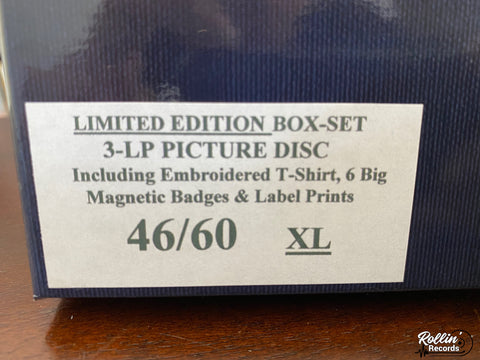 LIMITED EDITION BOX-SET
3-LP PICTURE DISC
Including Embroidered T-Shirt, 6 Big
Magnetic Badges & Label Prints
46/60 XL
Rollin'
Records